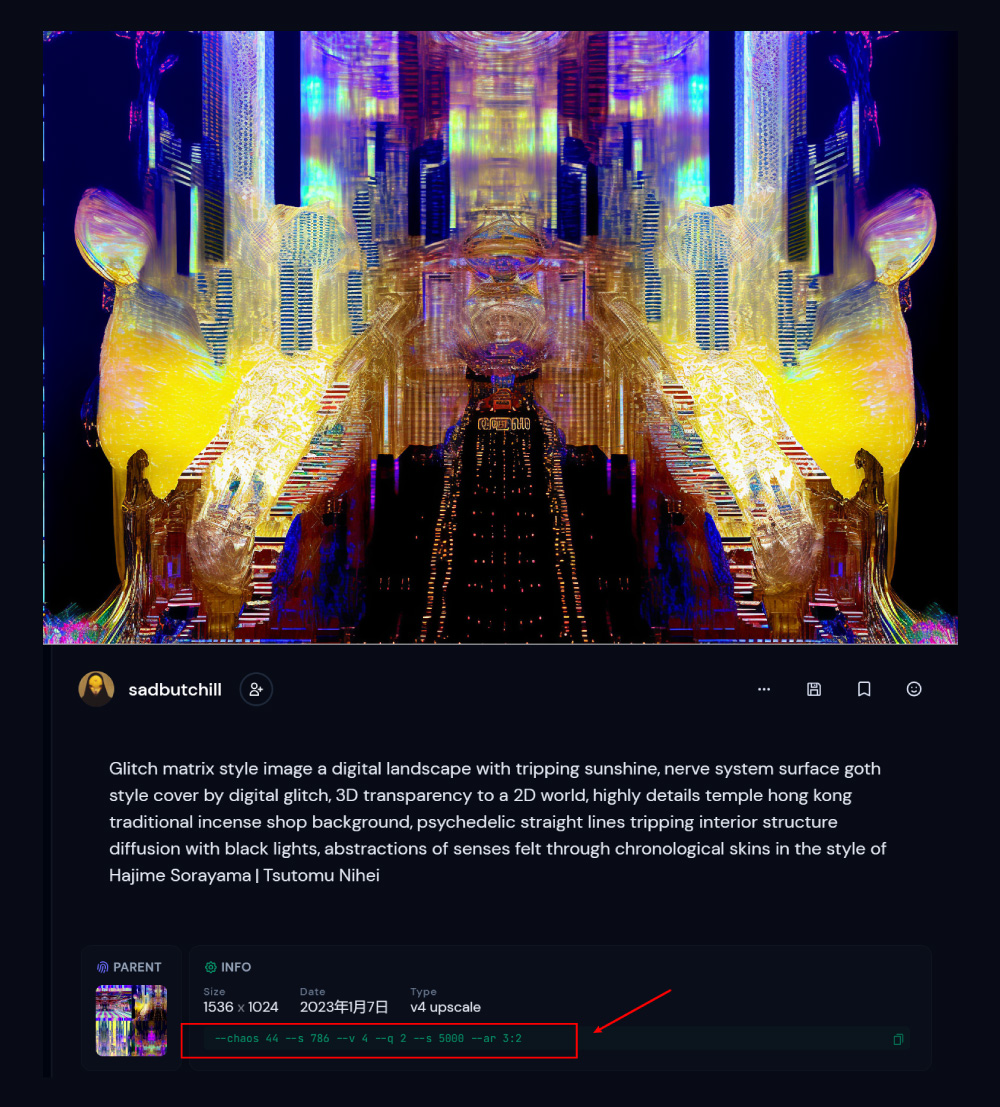 sadbutchill
Glitch matrix style image a digital landscape with tripping sunshine, nerve system surface goth
style cover by digital glitch, 3D transparency to a 2D world, highly details temple hong kong
traditional incense shop background, psychedelic straight lines tripping interior structure
diffusion with black lights, abstractions of senses felt through chronological skins in the style of
Hajime Sorayama | Tsutomu Nihei
PARENT
INFO
Size
Date
Type
1536 x 1024
2023年1月7日
v4 upscale
--chaos 44 --s 786 --v 4 --q 2 --s 5000 --ar 3:2